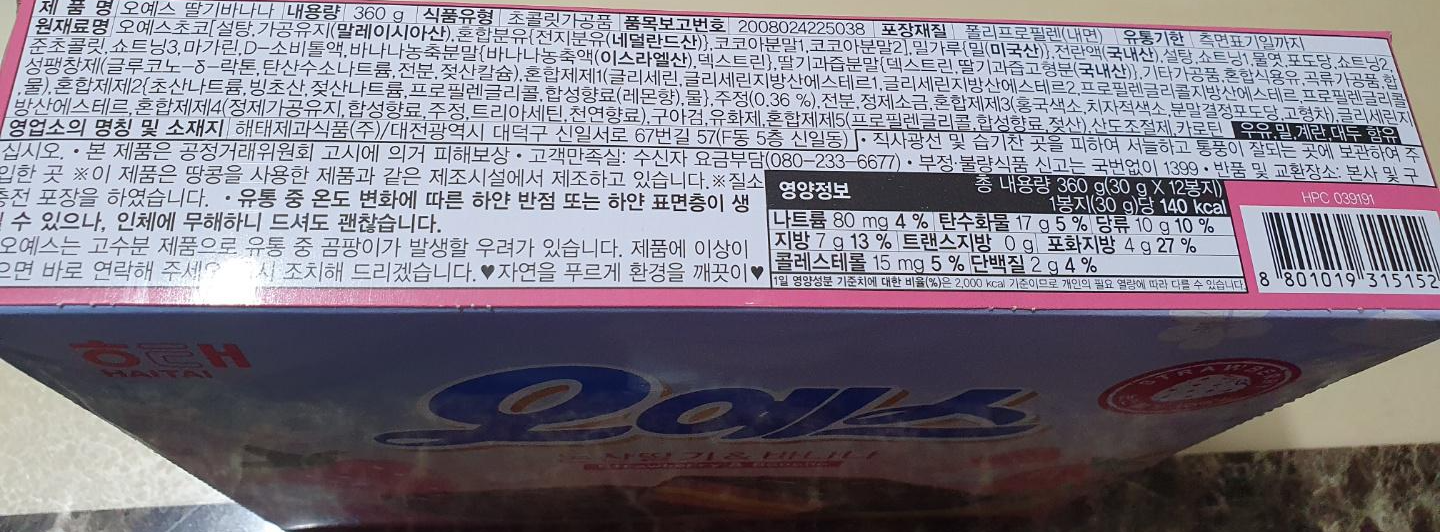 제 품 명 오예스 딸기바나나 내용량 360 g 식품유형 초콜릿가공품 품목보고번호 2008024225038 포장재질 폴리프로필렌(내면) 유통기한 측면표기일까지
원재료명 오예스초코[설탕,가공유지(말레이시아산),혼합분유{전지분유(네덜란드산)},코코아분말1,코코아분말2],밀가루{밀(미국산)},전란액(국내산),설탕,쇼트닝1,물엿,포도당,쇼트닝2,
준초콜릿,쇼트닝3,마가린,D-소비톨액,바나나농축분말{바나나농축액(이스라엘산),덱스트린},딸기과즙분말{덱스트린,딸기과즙고형분(국내산)},기타가공품,혼합식용유,곡류가공품,합
성팽창제(글루코노-δ-락톤,탄산수소나트륨,전분,젖산칼슘),혼합제제1(글리세린,글리세린지방산에스테르1,글리세린지방산에스테르2,프로필렌글리콜지방산에스테르,프로필렌글리콜
,물),혼합제제2{초산나트륨,빙초산,젖산나트륨,프로필렌글리콜,합성향료(레몬향),물},주정(0.36 %),전분,정제소금,혼합제제3(홍국색소,치자적색소,분말결정포도당,고형차),글리세린지
방산에스테르,혼합제제4(정제가공유지,합성향료,주정,트리아세틴,천연향료),구아검,유화제,혼합제제5(프로필렌글리콜,합성향료,젖산),산도조절제,카로틴 우유,밀,계란,대두 함유
영업소의 명칭 및 소재지 해태제과식품(주)/대전광역시 대덕구 신일서로 67번길 57(F동 5층 신일동) • 직사광선 및 습기찬 곳을 피하여 서늘하고 통풍이 잘되는 곳에 보관하여 주
십시오. • 본 제품은 공정거래위원회 고시에 의거 피해보상 • 고객만족실: 수신자 요금부담(080-233-6677) • 부정·불량식품 신고는 국번없이 1399 • 반품 및 교환장소: 본사 및 구
입한 곳 ※이 제품은 땅콩을 사용한 제품과 같은 제조시설에서 제조하고 있습니다.※질소
충전 포장을 하였습니다. • 유통 중 온도 변화에 따른 하얀 반점 또는 하얀 표면증이 생
수 있으나, 인체에 무해하니 드셔도 괜찮습니다.
오예스는 고수분 제품으로 유통 중 곰팡이가 발생할 우려가 있습니다. 제품에 이상이
으면 바로 연락해 주세요 조치해 드리겠습니다.♥자연을 푸르게 환경을 깨끗이♥
영양정보 총 내용량 360 g(30 g X 12봉지)
1봉지(30 g)당 140 kcal
나트륨 80 mg 4 % 탄수화물 17 g 5 % 당류 10 g 10 %
지방 7 g 13 % 트랜스지방 0 g 포화지방 4 g 27 %
콜레스테롤 15 mg 5 % 단백질 2 g 4 %
1일 영양성분 기준치에 대한 비율(%)은 2,000 kcal 기준이므로 개인의 필요 열량에 따라 다를 수 있습니다.
HPC 039191
8 801019 315152
해태
HAITAI
오예스
STRAWBERRY
딸기&바나나